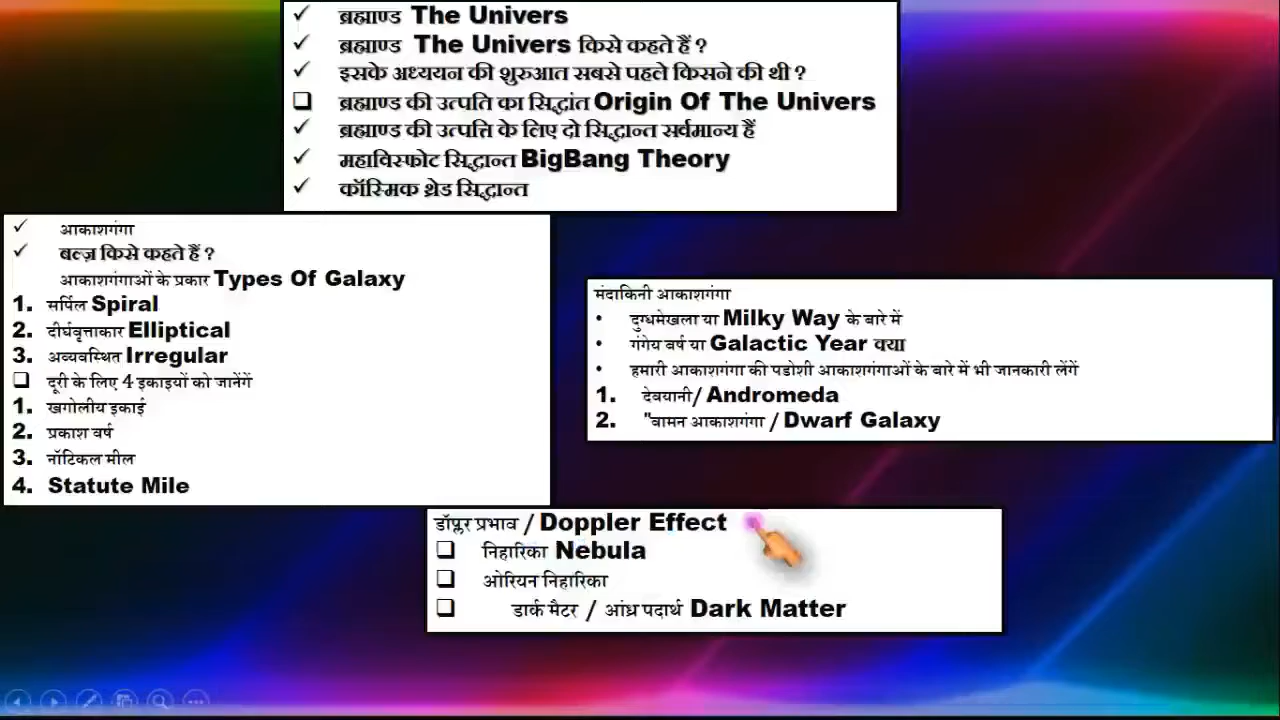 ब्रह्माण्ड The Univers
ब्रह्माण्ड The Univers किसे कहते हैं ?
इसके अध्ययन की शुरुआत सबसे पहले किसने की थी ?
ब्रह्माण्ड की उत्पति का सिद्धांत Origin Of The Univers
ब्रह्माण्ड की उत्पत्ति के लिए दो सिद्धान्त सर्वमान्य हैं
महाविस्फोट सिद्धान्त BigBang Theory
कॉस्मिक थ्रेड सिद्धान्त
आकाशगंगा
बल्ज़ किसे कहते हैं ?
आकाशगंगाओं के प्रकार Types Of Galaxy
1. सर्पिल Spiral
2. दीर्घवृत्ताकार Elliptical
3. अव्यवस्थित Irregular
दूरी के लिए 4 इकाइयों को जानेंगें
1. खगोलीय इकाई
2. प्रकाश वर्ष
3. नॉटिकल मील
4. Statute Mile
मंदाकिनी आकाशगंगा
• दुग्धमेखला या Milky Way के बारे में
• गंगेय वर्ष या Galactic Year क्या
• हमारी आकाशगंगा की पडोशी आकाशगंगाओं के बारे में भी जानकारी लेंगें
1. देवयानी/ Andromeda
2. "बामन आकाशगंगा / Dwarf Galaxy
डॉप्लर प्रभाव / Doppler Effect
निहारिका Nebula
ओरियन निहारिका
डार्क मैटर / आंध्र पदार्थ Dark Matter